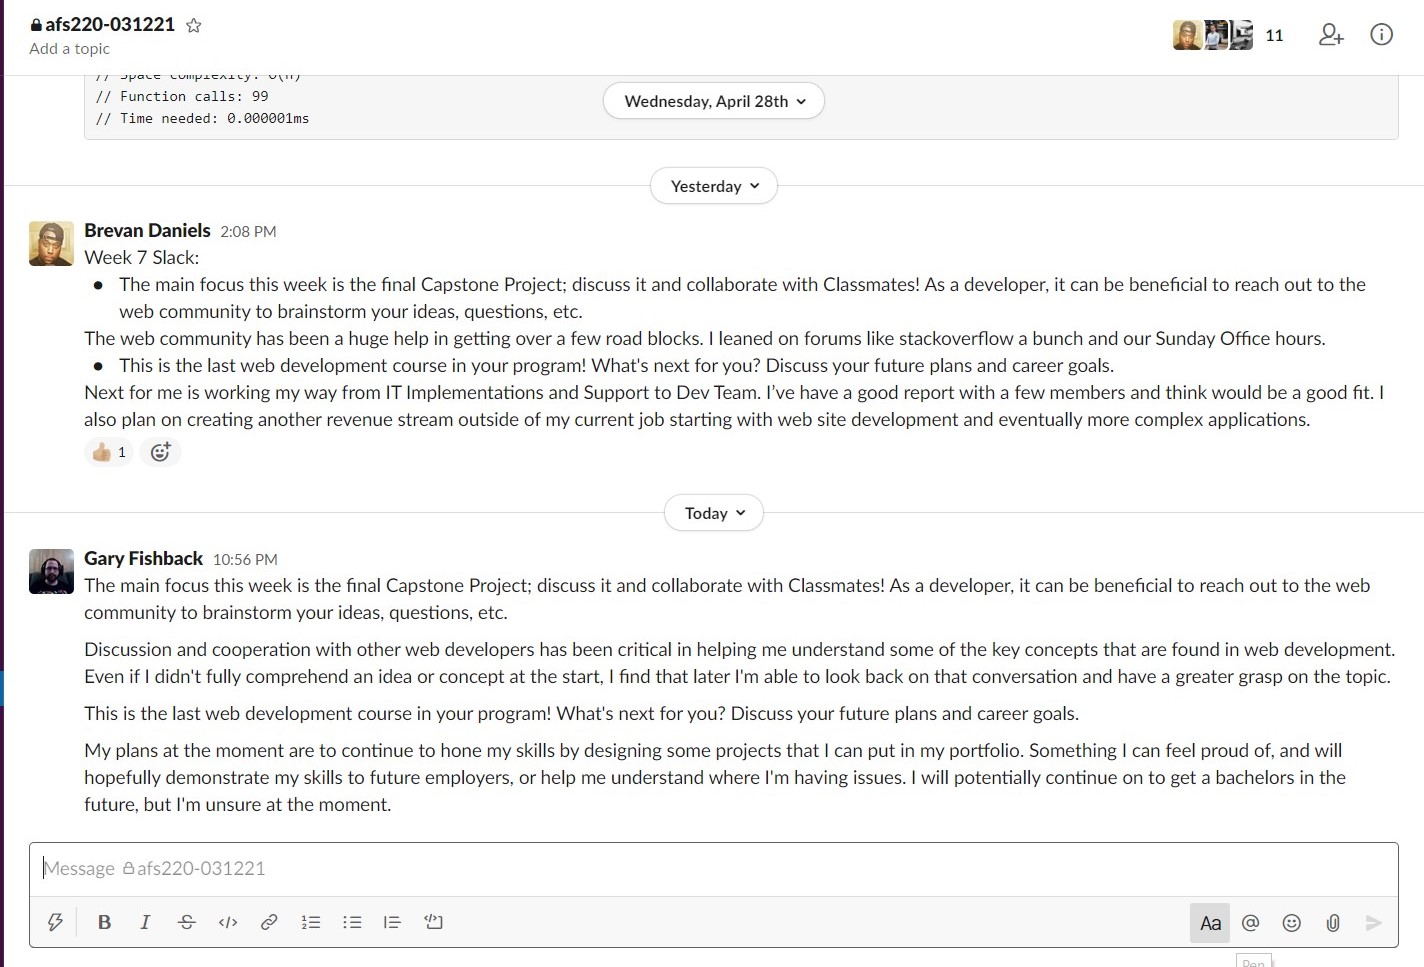 afs220-031221
11
Add a topic
// Space complexity: O(n)
// Function calls: 99
// Time needed: 0.000001ms
Wednesday, April 28th
Yesterday
Brevan Daniels 2:08 PM
Week 7 Slack:
● The main focus this week is the final Capstone Project; discuss it and collaborate with Classmates! As a developer, it can be beneficial to reach out to the
web community to brainstorm your ideas, questions, etc.
The web community has been a huge help in getting over a few road blocks. I leaned on forums like stackoverflow a bunch and our Sunday Office hours.
● This is the last web development course in your program! What's next for you? Discuss your future plans and career goals.
Next for me is working my way from IT Implementations and Support to Dev Team. I've have a good report with a few members and think would be a good fit. I
also plan on creating another revenue stream outside of my current job starting with web site development and eventually more complex applications.
1
Today
Gary Fishback 10:56 PM
The main focus this week is the final Capstone Project; discuss it and collaborate with Classmates! As a developer, it can be beneficial to reach out to the web
community to brainstorm your ideas, questions, etc.
Discussion and cooperation with other web developers has been critical in helping me understand some of the key concepts that are found in web development.
Even if I didn't fully comprehend an idea or concept at the start, I find that later I'm able to look back on that conversation and have a greater grasp on the topic.
This is the last web development course in your program! What's next for you? Discuss your future plans and career goals.
My plans at the moment are to continue to hone my skills by designing some projects that I can put in my portfolio. Something I can feel proud of, and will
hopefully demonstrate my skills to future employers, or help me understand where I'm having issues. I will potentially continue on to get a bachelors in the
future, but I'm unsure at the moment.
Message afs220-031221
B I S </> Aa @